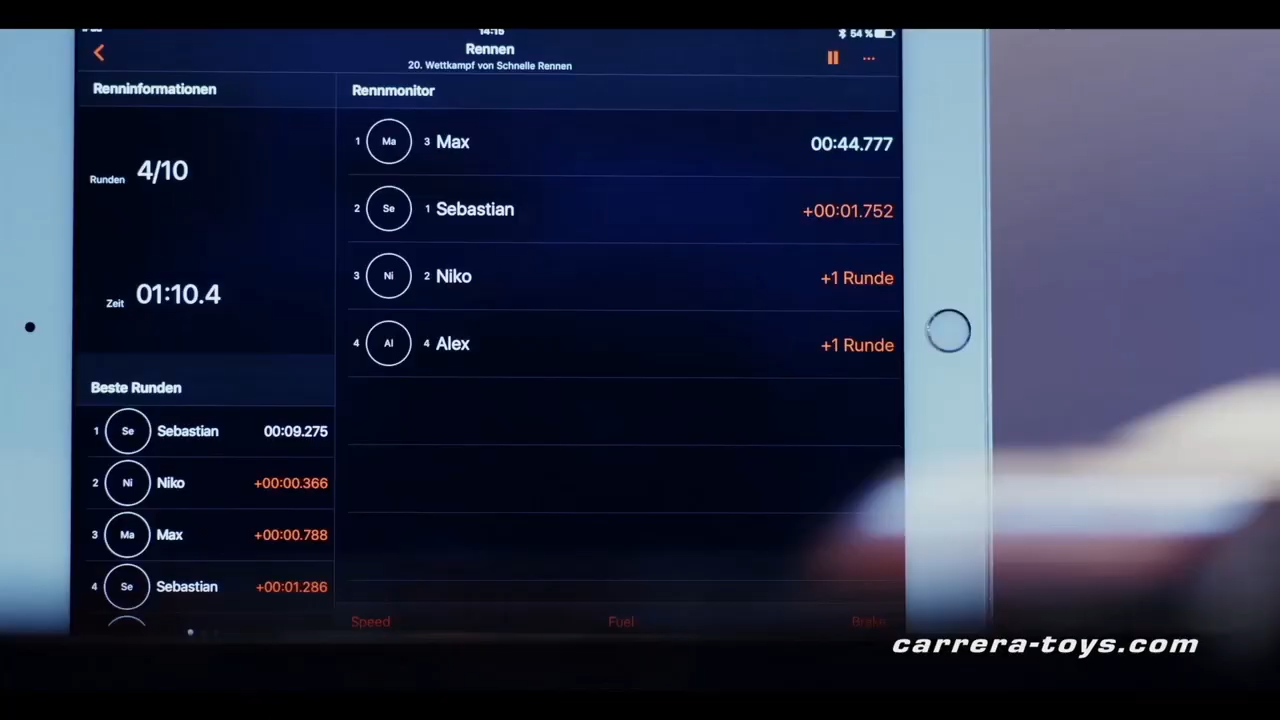 14:15
54 %
Rennen
20. Wettkampf von Schnelle Rennen
Renninformationen
Runden 4/10
Zeit 01:10.4
Beste Runden
1 Se Sebastian 00:09.275
2 Ni Niko +00:00.366
3 Ma Max +00:00.788
4 Se Sebastian +00:01.286
Rennmonitor
1 Ma 3 Max 00:44.777
2 Se 1 Sebastian +00:01.752
3 Ni 2 Niko +1 Runde
4 Al 4 Alex +1 Runde
Speed Fuel Brake
carrera-toys.com